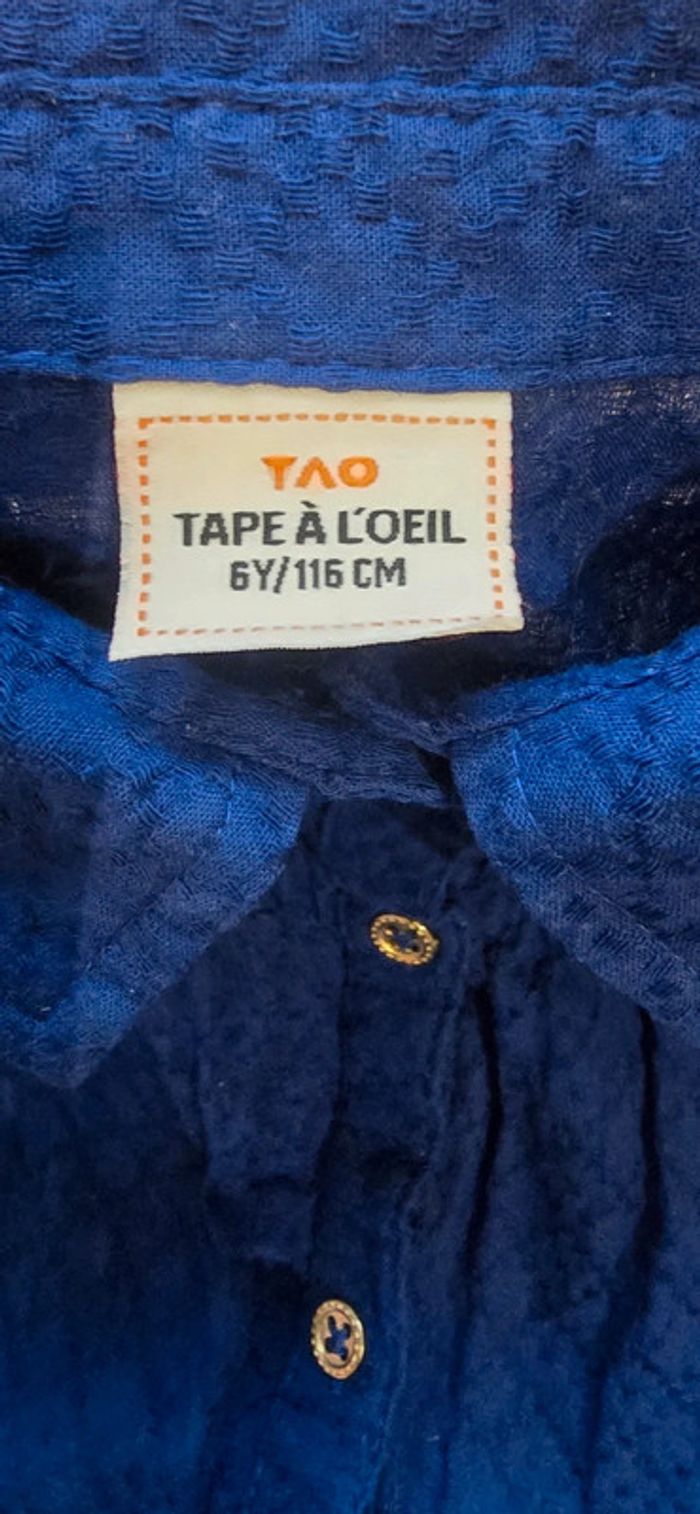 TAO
TAPE À L'OEIL
6Y/116 CM